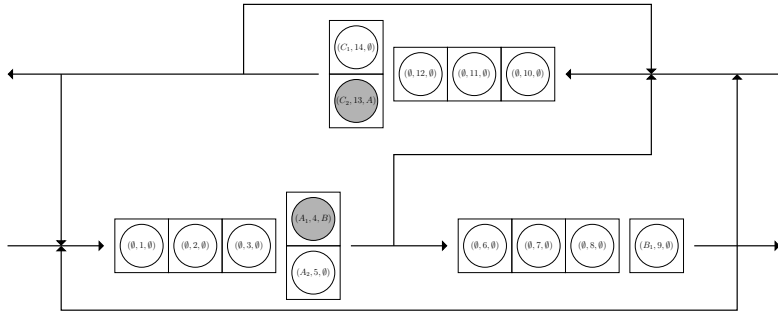 (C₁, 14, ∅)
(∅, 12, ∅) (∅, 11, ∅) (∅, 10, ∅)
(C₂, 13, A)
(A₁, 4, B)
(∅, 1, ∅) (∅, 2, ∅) (∅, 3, ∅) (∅, 6, ∅) (∅, 7, ∅) (∅, 8, ∅) (B₁, 9, ∅)
(A₂, 5, ∅)